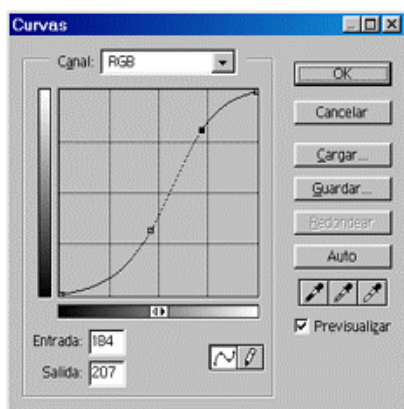 Curvas
Canal: RGB
OK
Cancelar
Cargar...
Guardar...
Redondear
Auto
Previsualizar
Entrada: 184
Salida: 207